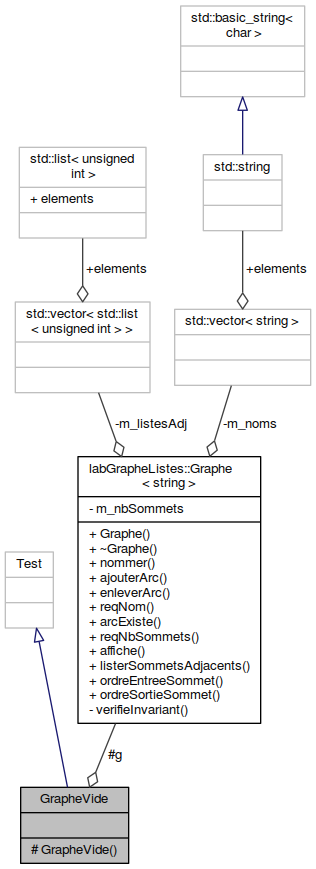 std::basic_string<
char >
std::list< unsigned
int >
+ elements
std::string
+elements
+elements
std::vector< std::list
< unsigned int > >
std::vector< string >
-m_listesAdj
-m_noms
labGrapheListes::Graphe
< string >
- m_nbSommets
+ Graphe()
+ ~Graphe()
+ nommer()
+ ajouterArc()
+ enleverArc()
+ reqNom()
+ arcExiste()
+ reqNbSommets()
+ affiche()
+ listerSommetsAdjacents()
+ ordreEntreeSommet()
+ ordreSortieSommet()
- verifieInvariant()
Test
#g
GrapheVide
# GrapheVide()